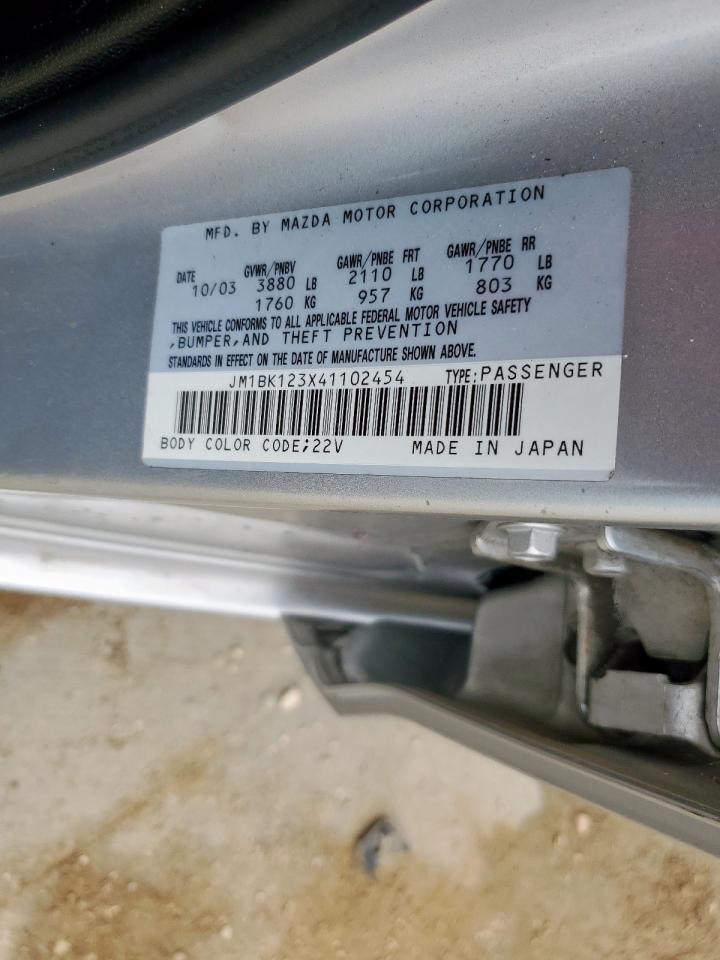 MFD. BY MAZDA MOTOR CORPORATION
DATE GVWR/PNBV GAWR/PNBE FRT GAWR/PNBE RR
10/03 3880 LB 2110 LB 1770 LB
1760 KG 957 KG 803 KG
THIS VEHICLE CONFORMS TO ALL APPLICABLE FEDERAL MOTOR VEHICLE SAFETY
,BUMPER,AND THEFT PREVENTION
STANDARDS IN EFFECT ON THE DATE OF MANUFACTURE SHOWN ABOVE.
JM1BK123X41102454 TYPE:PASSENGER
BODY COLOR CODE;22V MADE IN JAPAN